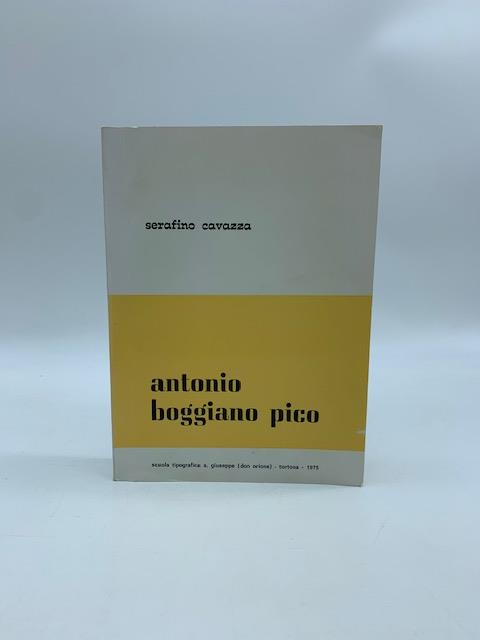 serafino cavazza
antonio
boggiano pico
scuola tipografica s. giuseppe (don orione) - tortona - 1975